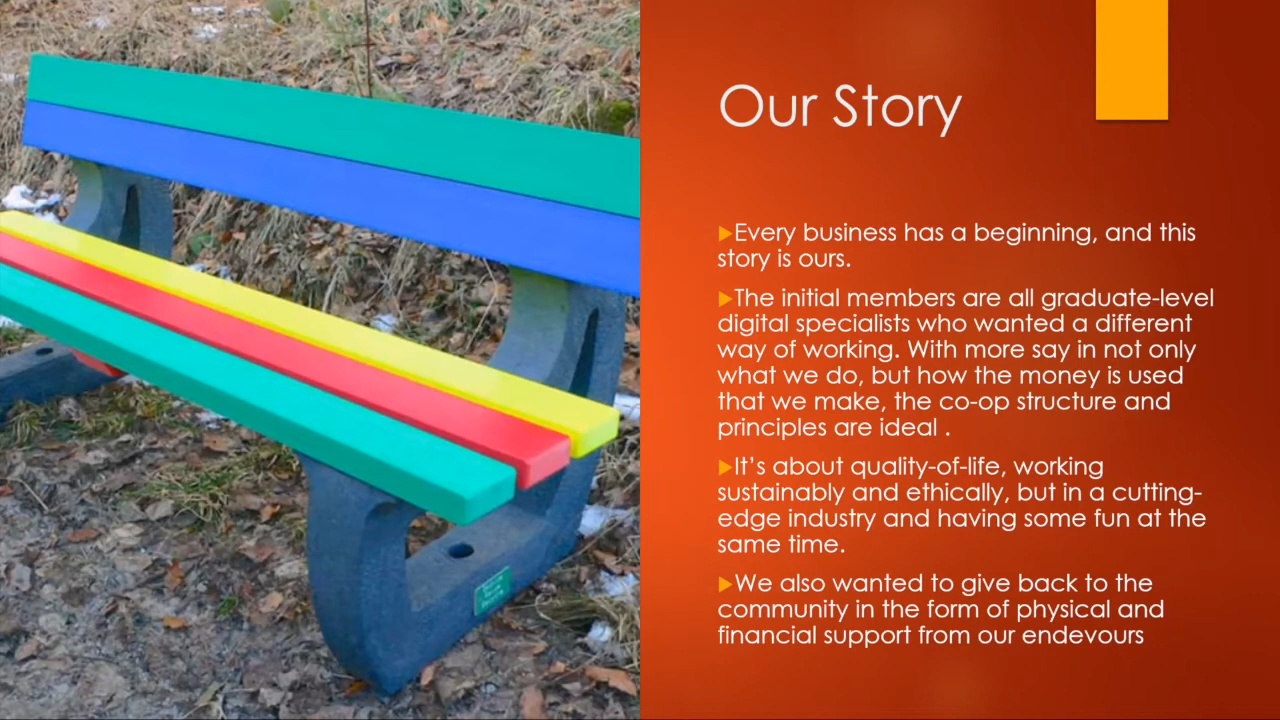 Our Story
▶Every business has a beginning, and this
story is ours.
▶The initial members are all graduate-level
digital specialists who wanted a different
way of working. With more say in not only
what we do, but how the money is used
that we make, the co-op structure and
principles are ideal .
▶It’s about quality-of-life, working
sustainably and ethically, but in a cutting-
edge industry and having some fun at the
same time.
▶We also wanted to give back to the
community in the form of physical and
financial support from our endevours